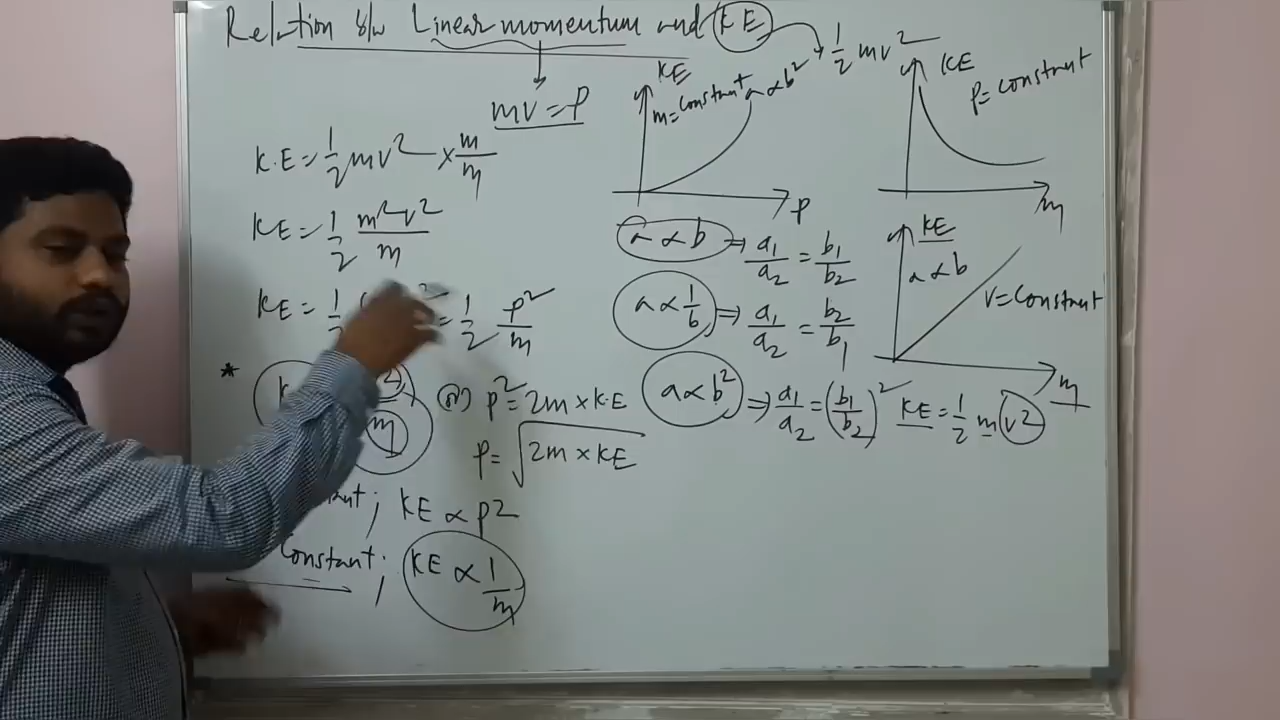 Relation b/w Linear momentum and KE → 1/2 mv²
mv = P
K.E = 1/2 mv² × m/m
KE = 1/2 m²v²/m
KE = 1/2 = 1/2 P²/m
*
m
(or) P² = 2m × K.E
P = √(2m × KE)
; KE ∝ P²
Constant; KE ∝ 1/m
KE
m = constant a ∝ b²
P
KE
P = constant
m
a ∝ b ⇒ a₁/a₂ = b₁/b₂
a ∝ 1/b ⇒ a₁/a₂ = b₂/b₁
a ∝ b² ⇒ a₁/a₂ = (b₁/b₂)²
KE
a ∝ b
v = Constant
m
KE = 1/2 m v²